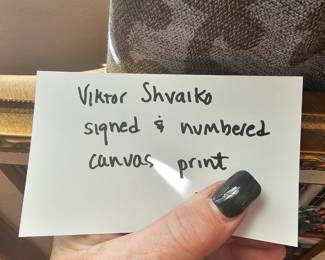 Viktor Shvaiko
signed & numbered
canvas print